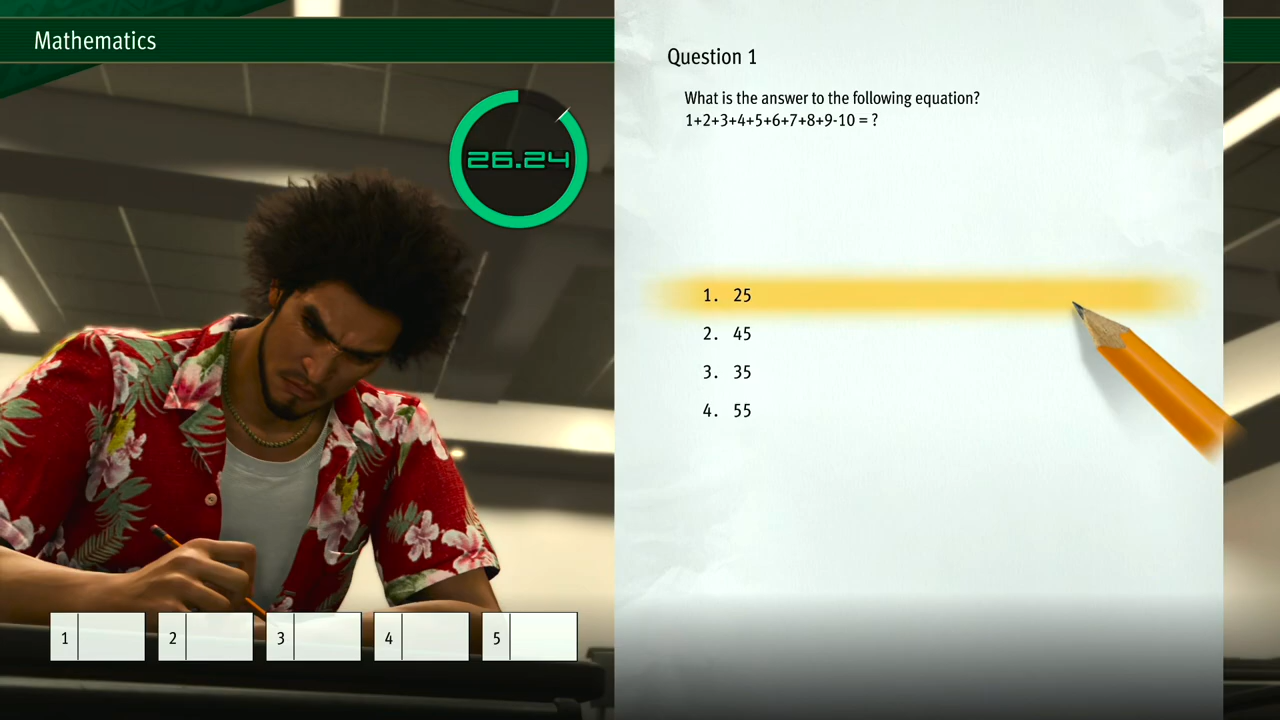 Mathematics
26.24
Question 1
What is the answer to the following equation?
1+2+3+4+5+6+7+8+9-10 = ?
1. 25
2. 45
3. 35
4. 55
1
2
3
4
5